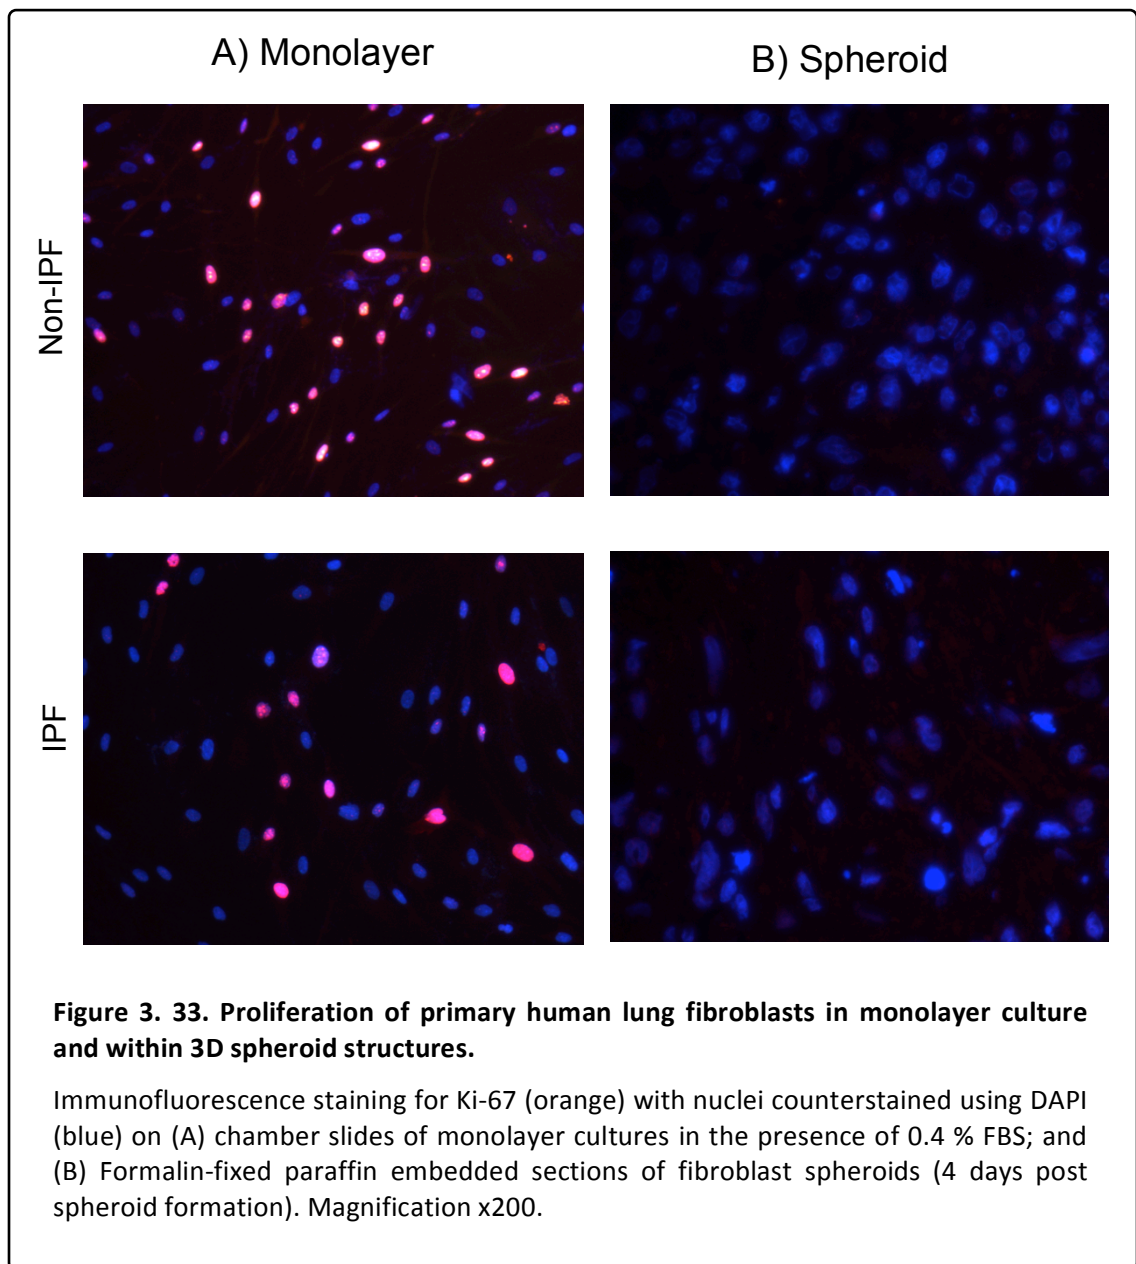 A) Monolayer
B) Spheroid
Non-IPF
IPF
Figure 3. 33. Proliferation of primary human lung fibroblasts in monolayer culture
and within 3D spheroid structures.
Immunofluorescence staining for Ki-67 (orange) with nuclei counterstained using DAPI
(blue) on (A) chamber slides of monolayer cultures in the presence of 0.4 % FBS; and
(B) Formalin-fixed paraffin embedded sections of fibroblast spheroids (4 days post
spheroid formation). Magnification x200.